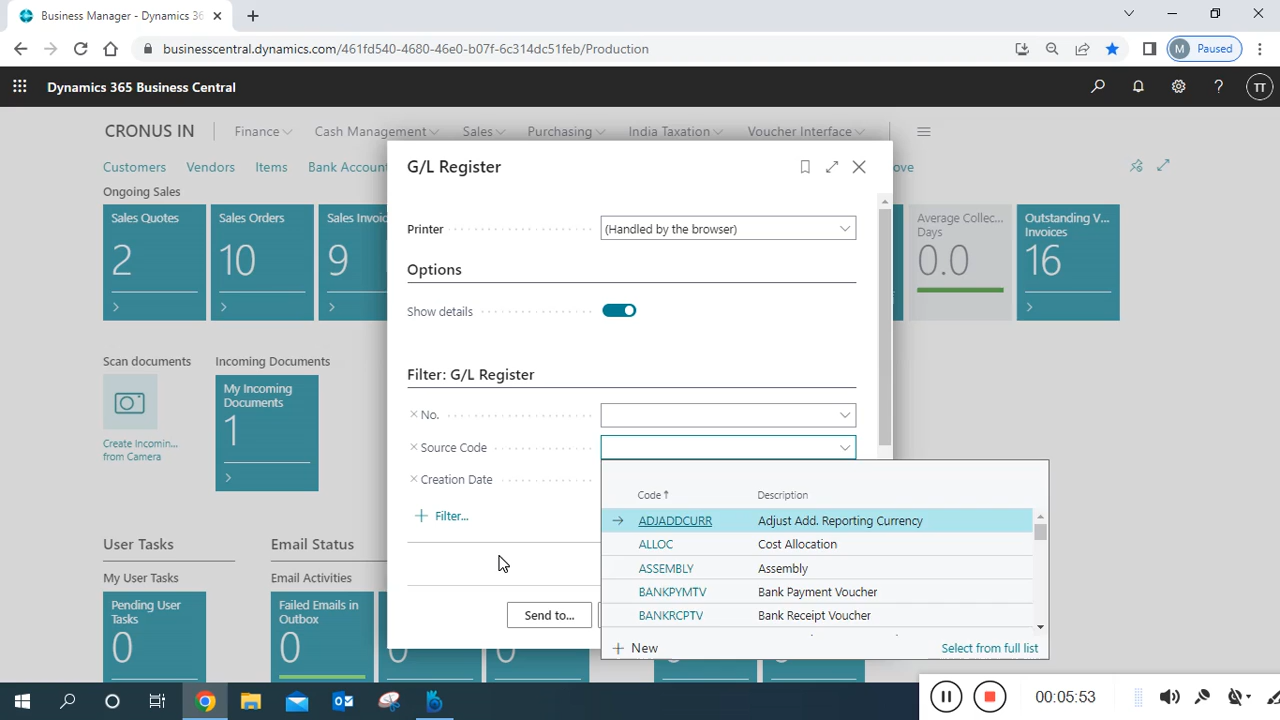 Business Manager - Dynamics 36
businesscentral.dynamics.com/461fd540-4680-46e0-b07f-6c314dc51feb/Production
M Paused
Dynamics 365 Business Central
TT
CRONUS IN Finance Cash Management Sales Purchasing India Taxation Voucher Interface
Customers Vendors Items Bank Account ove
Ongoing Sales
Sales Quotes
2
Sales Orders
10
Sales Invoic
9
Average Collec...
Days
0.0
Outstanding V...
Invoices
16
Scan documents
Create Incomin...
from Camera
Incoming Documents
My Incoming
Documents
1
User Tasks
My User Tasks
Pending User
Tasks
0
Email Status
Email Activities
Failed Emails in
Outbox
0
0
0
0
0
G/L Register
Printer (Handled by the browser)
Options
Show details
Filter: G/L Register
No.
Source Code
Creation Date
Filter...
Send to...
Code ↑ Description
ADJADDCURR Adjust Add. Reporting Currency
ALLOC Cost Allocation
ASSEMBLY Assembly
BANKPYMTV Bank Payment Voucher
BANKRCPTV Bank Receipt Voucher
New Select from full list
00:05:53